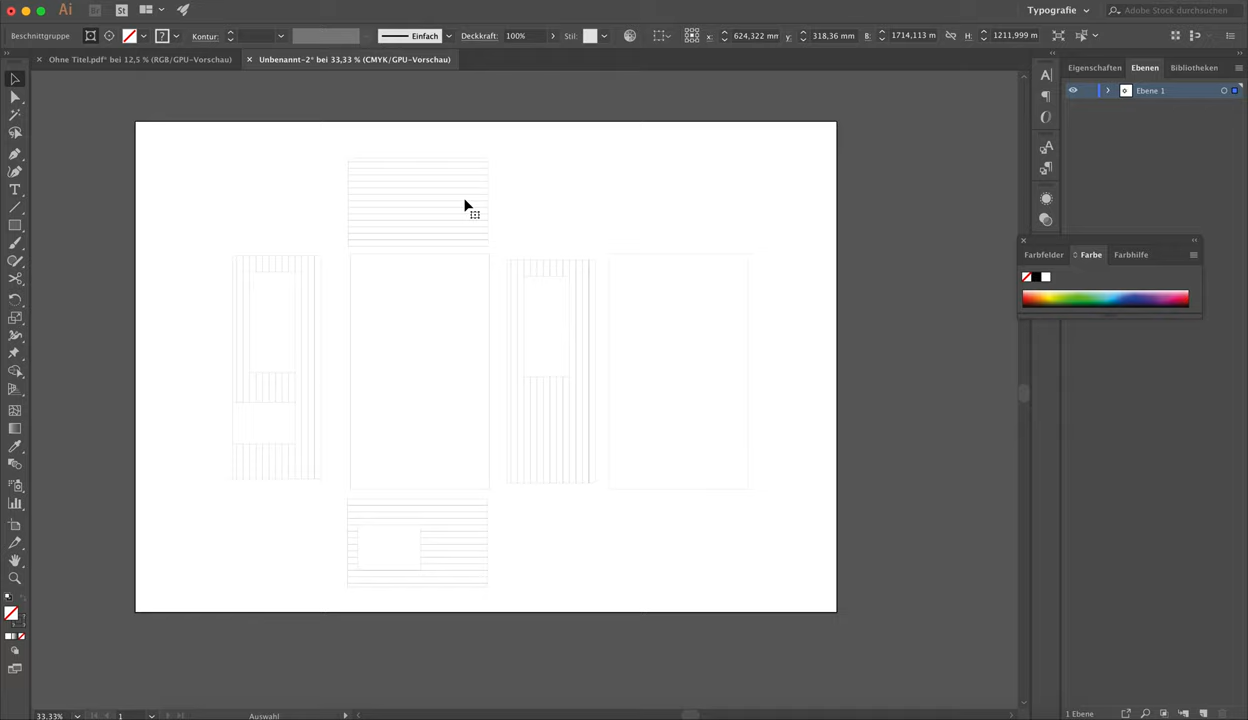 Ai
Br
St
Typografie
Adobe Stock durchsuchen
Beschnittgruppe
Kontur:
Einfach
Deckkraft: 100%
Stil:
x: 624,322 mm
y: 318,36 mm
B: 1714,113 m
H: 1211,999 m
× Ohne Titel.pdf* bei 12,5 % (RGB/GPU-Vorschau)
× Unbenannt-2* bei 33,33 % (CMYK/GPU-Vorschau)
Eigenschaften
Ebenen
Bibliotheken
Ebene 1
Farbfelder
Farbe
Farbhilfe
33,33%
1
Auswahl
1 Ebene